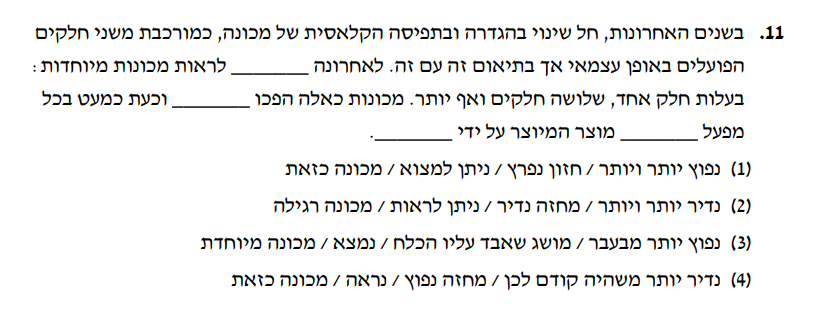 11. בשנים האחרונות, חל שינוי בהגדרה ובתפיסה הקלאסית של מכונה, כמורכבת משני חלקים
הפועלים באופן עצמאי אך בתיאום זה עם זה. לאחרונה ________ לראות מכונות מיוחדות:
בעלות חלק אחד, שלושה חלקים ואף יותר. מכונות כאלה הפכו ________ וכעת כמעט בכל
מפעל ________ מוצר המיוצר על ידי ________.
(1) נפוץ יותר ויותר / חזון נפרץ / ניתן למצוא / מכונה כזאת
(2) נדיר יותר ויותר / מחזה נדיר / ניתן לראות / מכונה רגילה
(3) נפוץ יותר מבעבר / מושג שאבד עליו הכלח / נמצא / מכונה מיוחדת
(4) נדיר יותר משהיה קודם לכן / מחזה נפוץ / נראה / מכונה כזאת